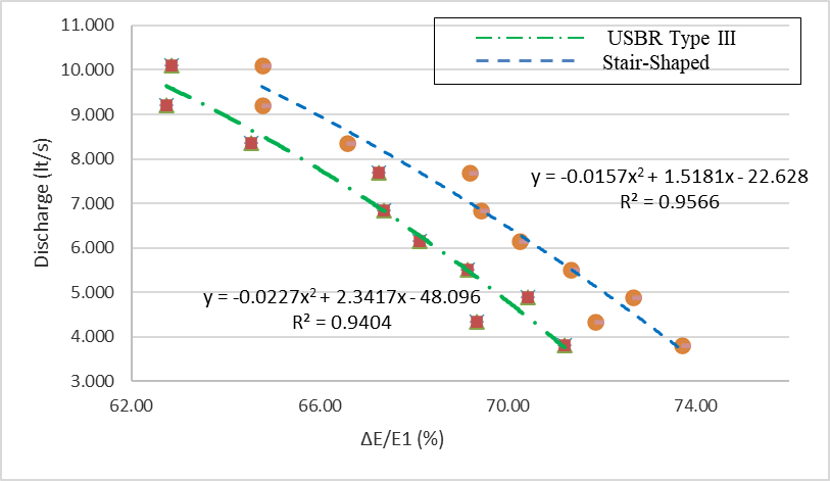 11.000
10.000
9.000
8.000
7.000
6.000
5.000
4.000
3.000
Discharge (lt/s)
62.00 66.00 70.00 74.00
ΔE/E1 (%)
USBR Type III
Stair-Shaped
y = -0.0157x² + 1.5181x - 22.628
R² = 0.9566
y = -0.0227x² + 2.3417x - 48.096
R² = 0.9404